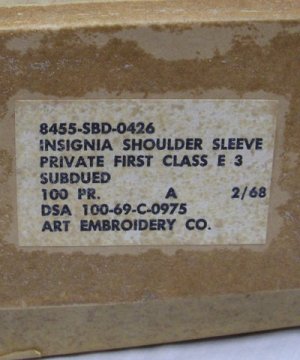 8455-SBD-0426
INSIGNIA SHOULDER SLEEVE
PRIVATE FIRST CLASS E 3
SUBDUED
100 PR. A 2/68
DSA 100-69-C-0975
ART EMBROIDERY CO.